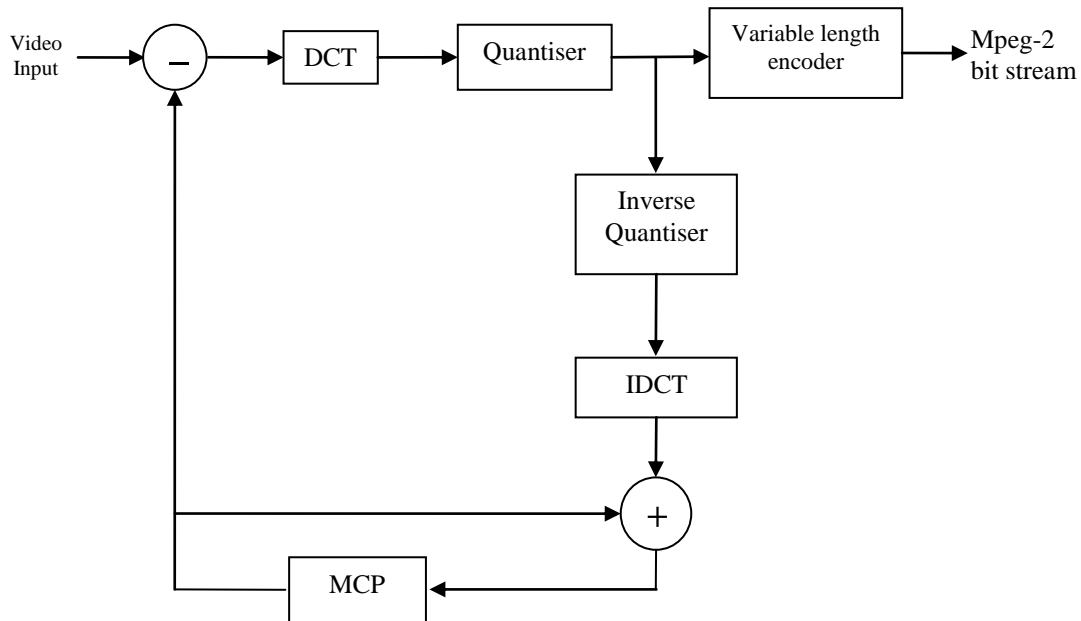 Video
Input
−
DCT
Quantiser
Variable length
encoder
Mpeg-2
bit stream
Inverse
Quantiser
IDCT
+
MCP